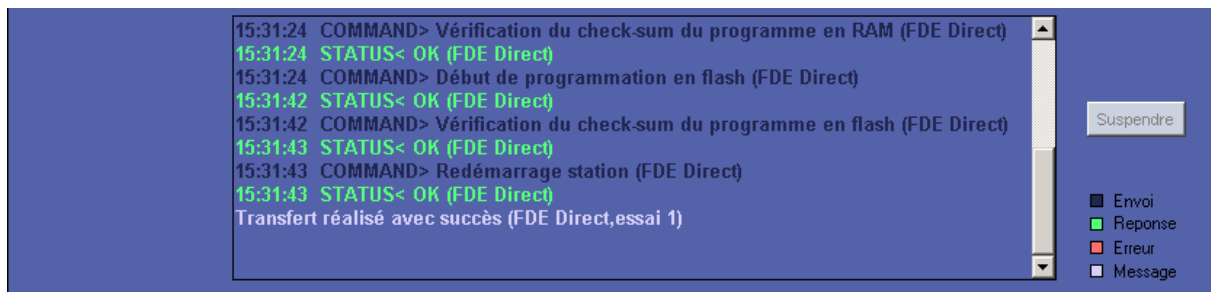 15:31:24 COMMAND> Vérification du check-sum du programme en RAM (FDE Direct)
15:31:24 STATUS< OK (FDE Direct)
15:31:24 COMMAND> Début de programmation en flash (FDE Direct)
15:31:42 STATUS< OK (FDE Direct)
15:31:42 COMMAND> Vérification du check-sum du programme en flash (FDE Direct)
15:31:43 STATUS< OK (FDE Direct)
15:31:43 COMMAND> Redémarrage station (FDE Direct)
15:31:43 STATUS< OK (FDE Direct)
Transfert réalisé avec succès (FDE Direct,essai 1)
Suspendre
Envoi
Reponse
Erreur
Message